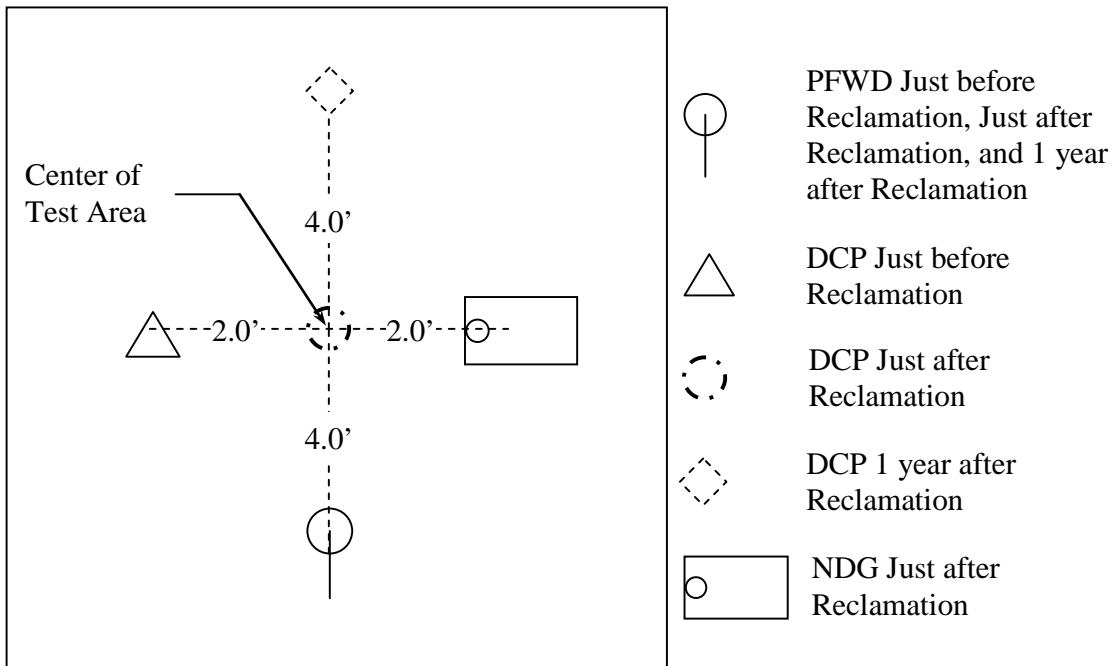 Center of
Test Area
4.0’
2.0’
2.0’
4.0’
PFWD Just before
Reclamation, Just after
Reclamation, and 1 year
after Reclamation
DCP Just before
Reclamation
DCP Just after
Reclamation
DCP 1 year after
Reclamation
NDG Just after
Reclamation